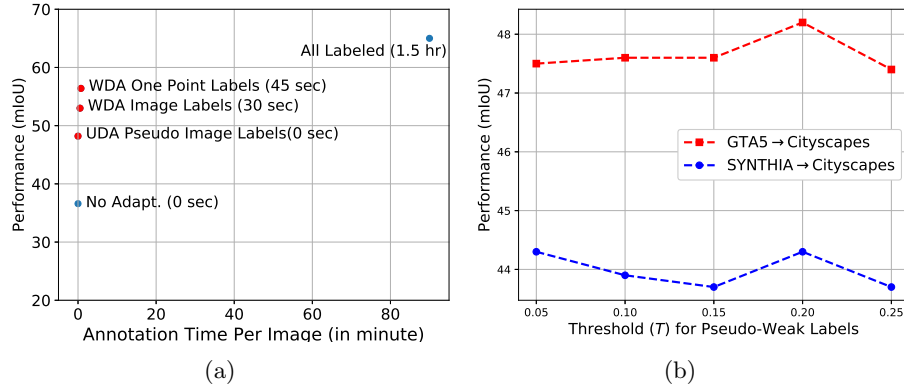 70
60
50
40
30
20
Performance (mIoU)
All Labeled (1.5 hr)
WDA One Point Labels (45 sec)
WDA Image Labels (30 sec)
UDA Pseudo Image Labels(0 sec)
No Adapt. (0 sec)
0 20 40 60 80
Annotation Time Per Image (in minute)
(a)
48
47
46
45
44
Performance (mIoU)
GTA5→Cityscapes
SYNTHIA→Cityscapes
0.05 0.10 0.15 0.20 0.25
Threshold (T) for Pseudo-Weak Labels
(b)